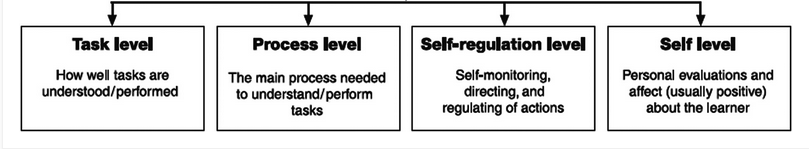 Task level
How well tasks are
understood/performed
Process level
The main process needed
to understand/perform
tasks
Self-regulation level
Self-monitoring,
directing, and
regulating of actions
Self level
Personal evaluations and
affect (usually positive)
about the learner